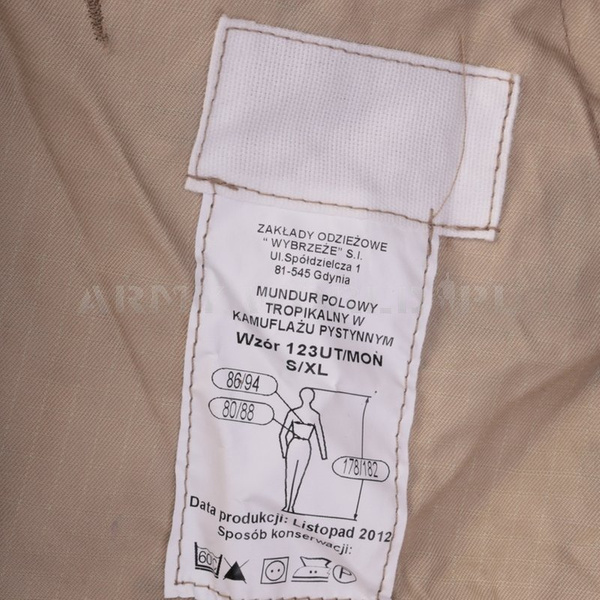 ZAKŁADY ODZIEŻOWE
" WYBRZEŻE" S.I.
Ul.Spółdzielcza 1
81-545 Gdynia
MUNDUR POLOWY
TROPIKALNY W
KAMUFLAŻU PYSTYNNYM
Wzór 123UT/MON
S/XL
86/94
80/88
178/182
Data produkcji: Listopad 2012
Sposób konserwacji:
60
P